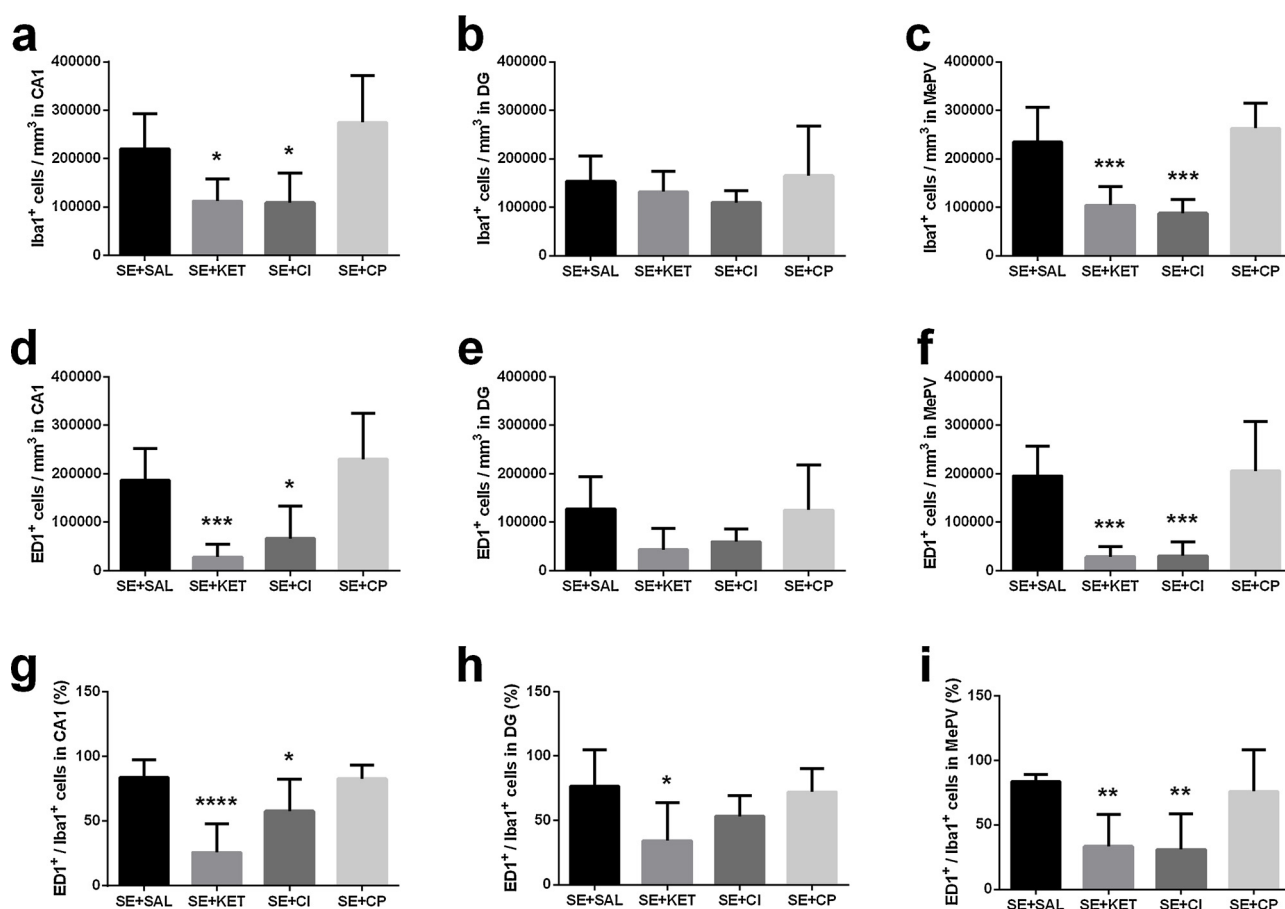 a
Iba1⁺ cells / mm³ in CA1
400000
300000
200000
100000
0
*
*
SE+SAL SE+KET SE+CI SE+CP
b
Iba1⁺ cells / mm³ in DG
400000
300000
200000
100000
0
SE+SAL SE+KET SE+CI SE+CP
c
Iba1⁺ cells / mm³ in MePV
400000
300000
200000
100000
0
***
***
SE+SAL SE+KET SE+CI SE+CP
d
ED1⁺ cells / mm³ in CA1
400000
300000
200000
100000
0
***
*
SE+SAL SE+KET SE+CI SE+CP
e
ED1⁺ cells / mm³ in DG
400000
300000
200000
100000
0
SE+SAL SE+KET SE+CI SE+CP
f
ED1⁺ cells / mm³ in MePV
400000
300000
200000
100000
0
***
***
SE+SAL SE+KET SE+CI SE+CP
g
ED1⁺ / Iba1⁺ cells in CA1 (%)
150
100
50
0
****
*
SE+SAL SE+KET SE+CI SE+CP
h
ED1⁺ / Iba1⁺ cells in DG (%)
150
100
50
0
*
SE+SAL SE+KET SE+CI SE+CP
i
ED1⁺ / Iba1⁺ cells in MePV (%)
150
100
50
0
**
**
SE+SAL SE+KET SE+CI SE+CP